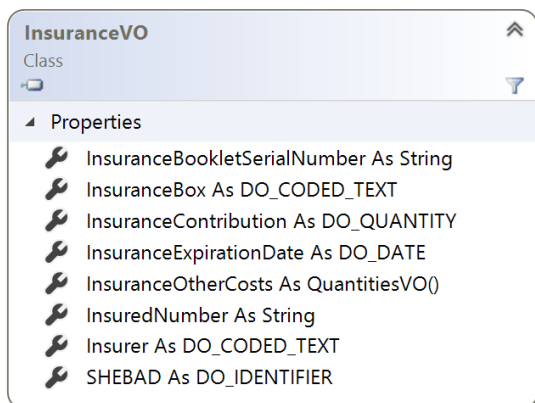 InsuranceVO
Class
Properties
InsuranceBookletSerialNumber As String
InsuranceBox As DO_CODED_TEXT
InsuranceContribution As DO_QUANTITY
InsuranceExpirationDate As DO_DATE
InsuranceOtherCosts As QuantitiesVO()
InsuredNumber As String
Insurer As DO_CODED_TEXT
SHEBAD As DO_IDENTIFIER